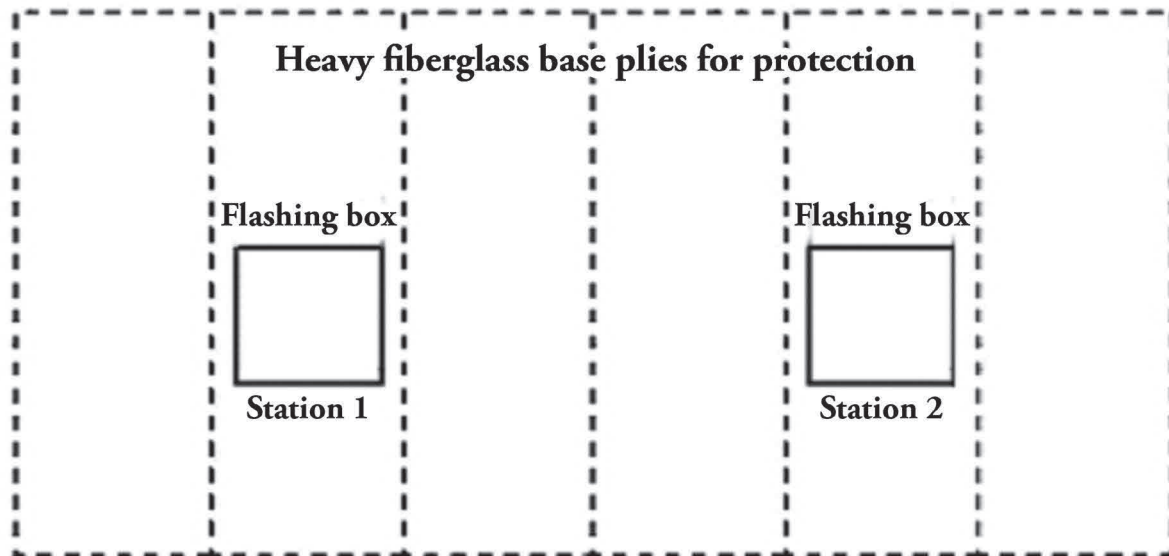 Heavy fiberglass base plies for protection
Flashing box
Flashing box
Station 1
Station 2